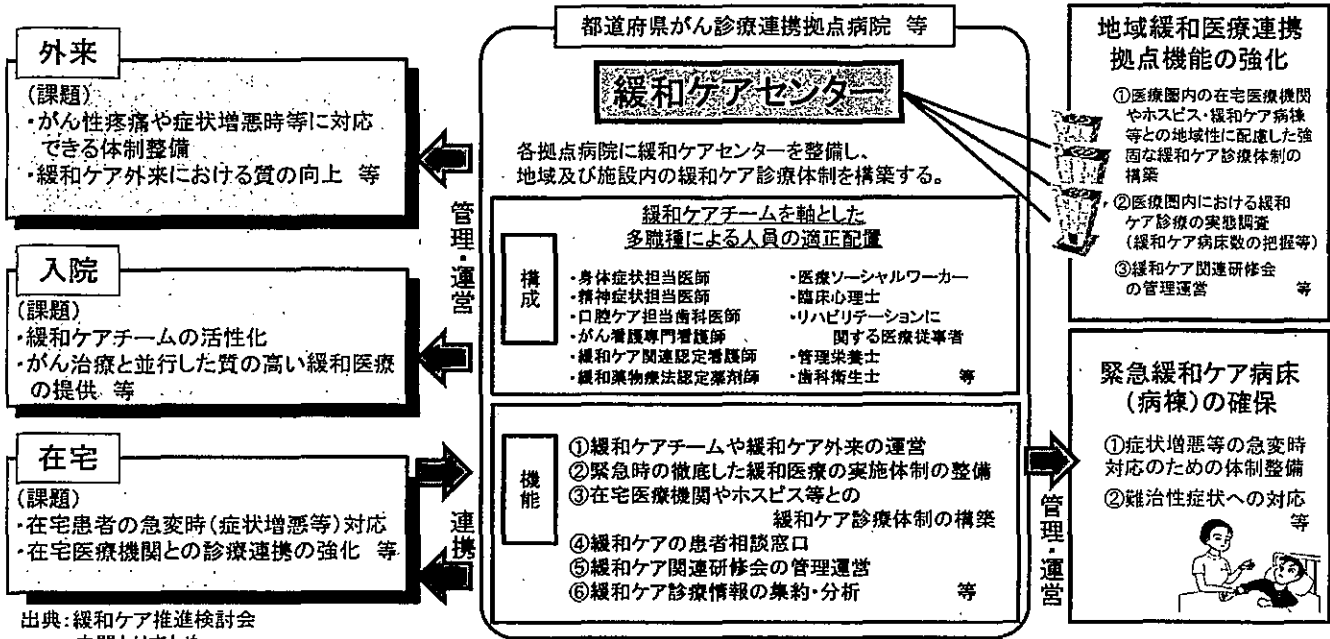 外来
(課題)
・がん性疼痛や症状増悪時等に対応
できる体制整備
・緩和ケア外来における質の向上 等
入院
(課題)
・緩和ケアチームの活性化
・がん治療と並行した質の高い緩和医療
の提供 等
在宅
(課題)
・在宅患者の急変時(症状増悪等)対応
・在宅医療機関との診療連携の強化 等
出典:緩和ケア推進検討会
管理・運営
連携
都道府県がん診療連携拠点病院 等
緩和ケアセンター
各拠点病院に緩和ケアセンターを整備し、
地域及び施設内の緩和ケア診療体制を構築する。
緩和ケアチームを軸とした
多職種による人員の適正配置
構成
・身体症状担当医師
・精神症状担当医師
・口腔ケア担当歯科医師
・がん看護専門看護師
・緩和ケア関連認定看護師
・緩和薬物療法認定薬剤師
・医療ソーシャルワーカー
・臨床心理士
・リハビリテーションに
関する医療従事者
・管理栄養士
・歯科衛生士 等
機能
①緩和ケアチームや緩和ケア外来の運営
②緊急時の徹底した緩和医療の実施体制の整備
③在宅医療機関やホスピス等との
緩和ケア診療体制の構築
④緩和ケアの患者相談窓口
⑤緩和ケア関連研修会の管理運営
⑥緩和ケア診療情報の集約・分析 等
管理・運営
地域緩和医療連携
拠点機能の強化
①医療圏内の在宅医療機関
やホスピス・緩和ケア病棟
等との地域性に配慮した強
固な緩和ケア診療体制の
構築
②医療圏内における緩和
ケア診療の実態調査
(緩和ケア病床数の把握等)
③緩和ケア関連研修会
の管理運営 等
緊急緩和ケア病床
(病棟)の確保
①症状増悪等の急変時
対応のための体制整備
②難治性症状への対応
等